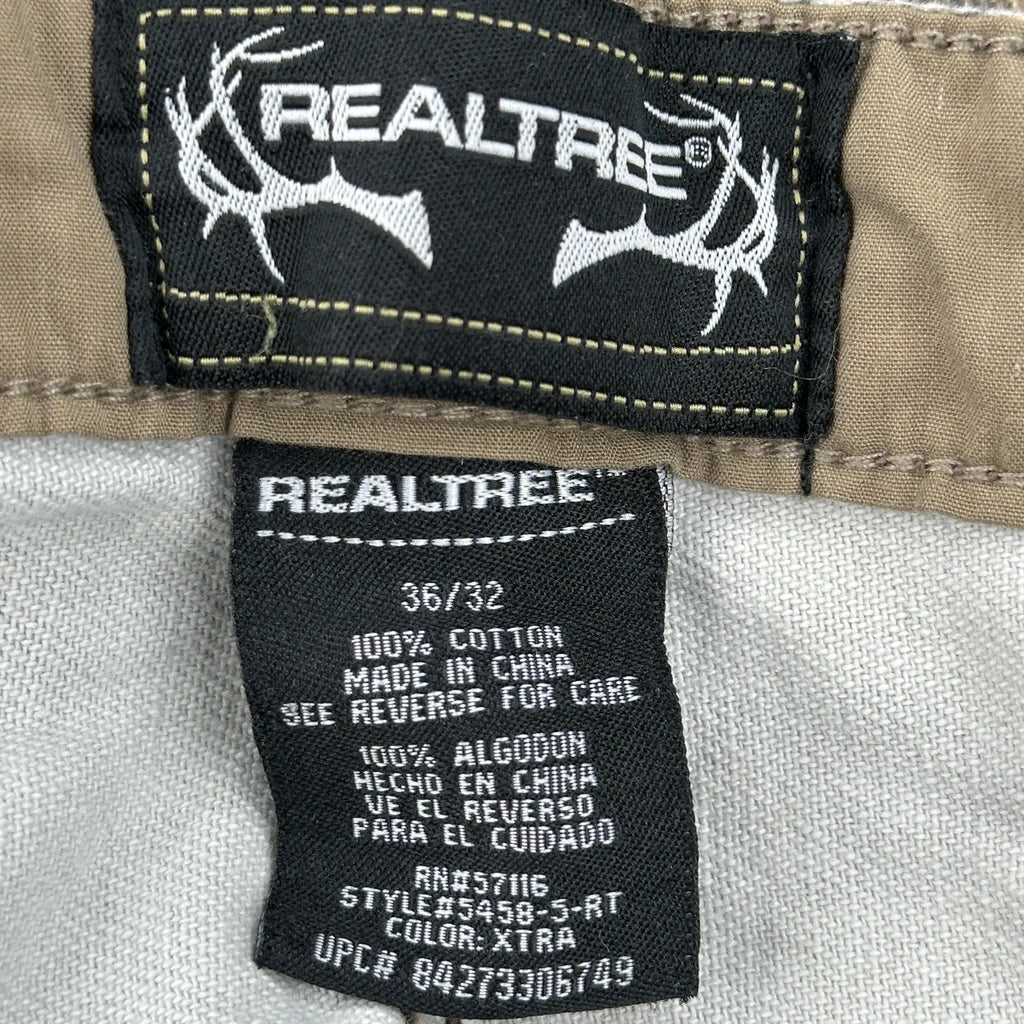 REALTREE®
REALTREE™
36/32
100% COTTON
MADE IN CHINA
SEE REVERSE FOR CARE
100% ALGODON
HECHO EN CHINA
VE EL REVERSO
PARA EL CUIDADO
RN#57116
STYLE#5458-5-RT
COLOR: XTRA
UPC# 84273306749